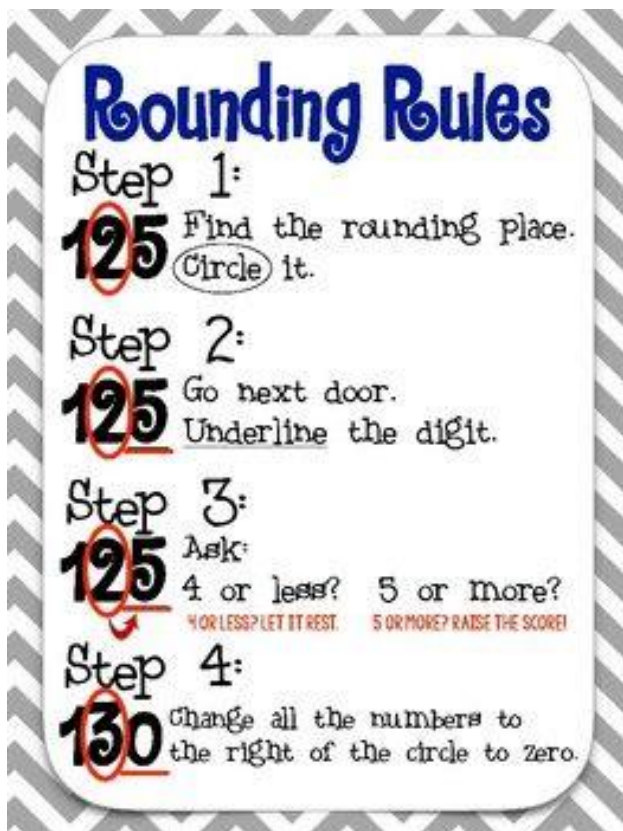 Rounding Rules
Step 1:
125 Find the rounding place.
Circle it.
Step 2:
125 Go next door.
Underline the digit.
Step 3:
125 Ask:
4 or less? 5 or more?
4 OR LESS? LET IT REST. 5 OR MORE? RAISE THE SCORE!
Step 4:
130 Change all the numbers to
the right of the circle to zero.